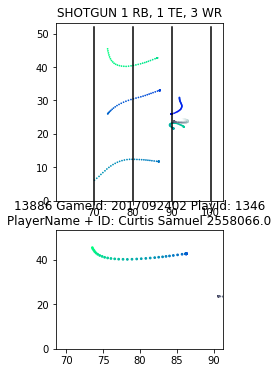 SHOTGUN 1 RB, 1 TE, 3 WR
50
40
30
20
10
0
70 80 90 100
13886 GameId: 2017092402 PlayId: 1346
PlayerName + ID: Curtis Samuel 2558066.0
40
20
0
70 75 80 85 90